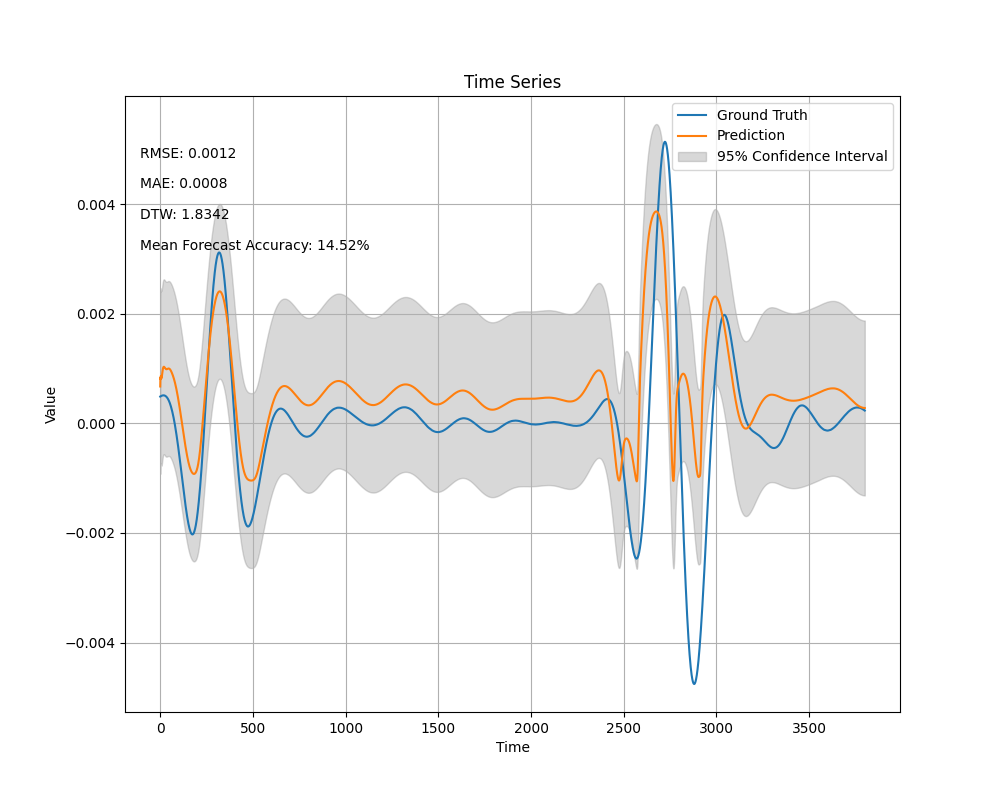 Time Series
Ground Truth
Prediction
95% Confidence Interval
RMSE: 0.0012
MAE: 0.0008
DTW: 1.8342
Mean Forecast Accuracy: 14.52%
Value
0.004
0.002
0.000
−0.002
−0.004
0 500 1000 1500 2000 2500 3000 3500
Time